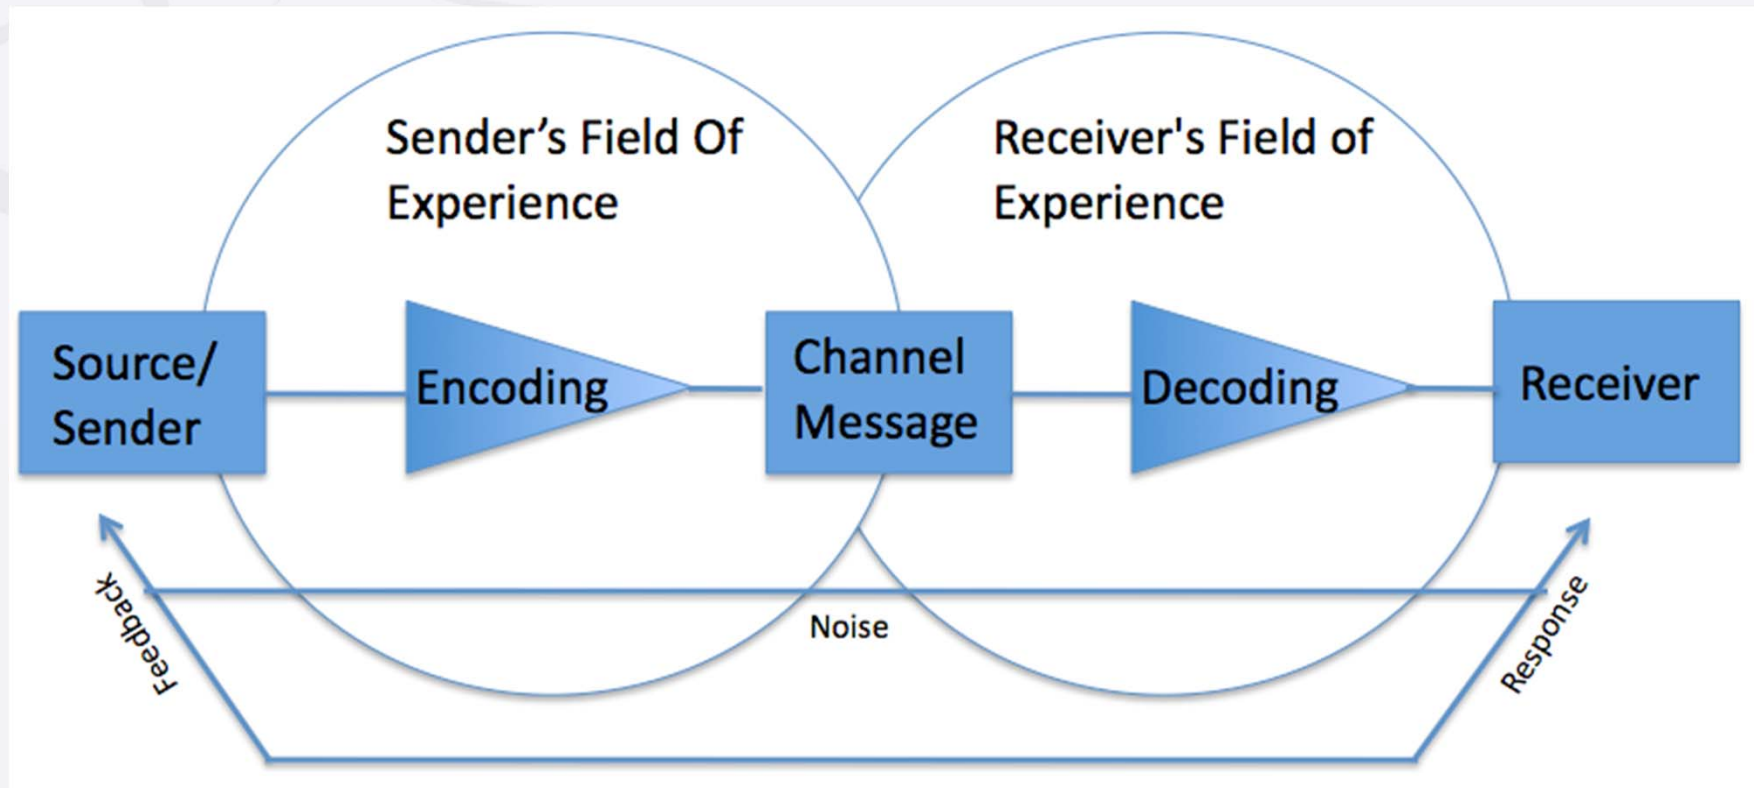 Sender’s Field Of
Experience
Receiver's Field of
Experience
Source/
Sender
Encoding
Channel
Message
Decoding
Receiver
Feedback
Noise
Response